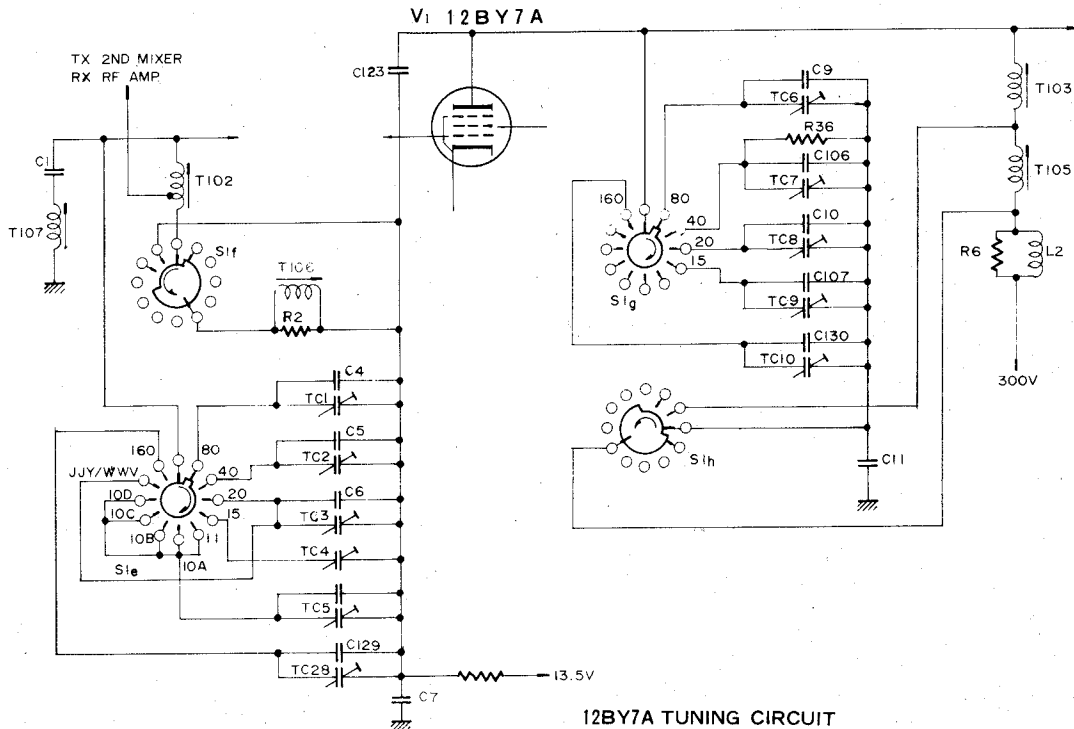 V1 12BY7A
TX 2ND MIXER
RX RF AMP.
C123
C1
T102
T107
S1f
T106
R2
C4
TC1
C5
TC2
C6
TC3
TC4
TC5
C129
TC28
C7
13.5V
160
80
JJY/WWV
40
10D
20
10C
15
10B
11
10A
S1e
C9
TC6
R36
C106
TC7
C10
TC8
C107
TC9
C130
TC10
160
80
40
20
15
S1g
S1h
C11
T103
T105
R6
L2
300V
12BY7A TUNING CIRCUIT